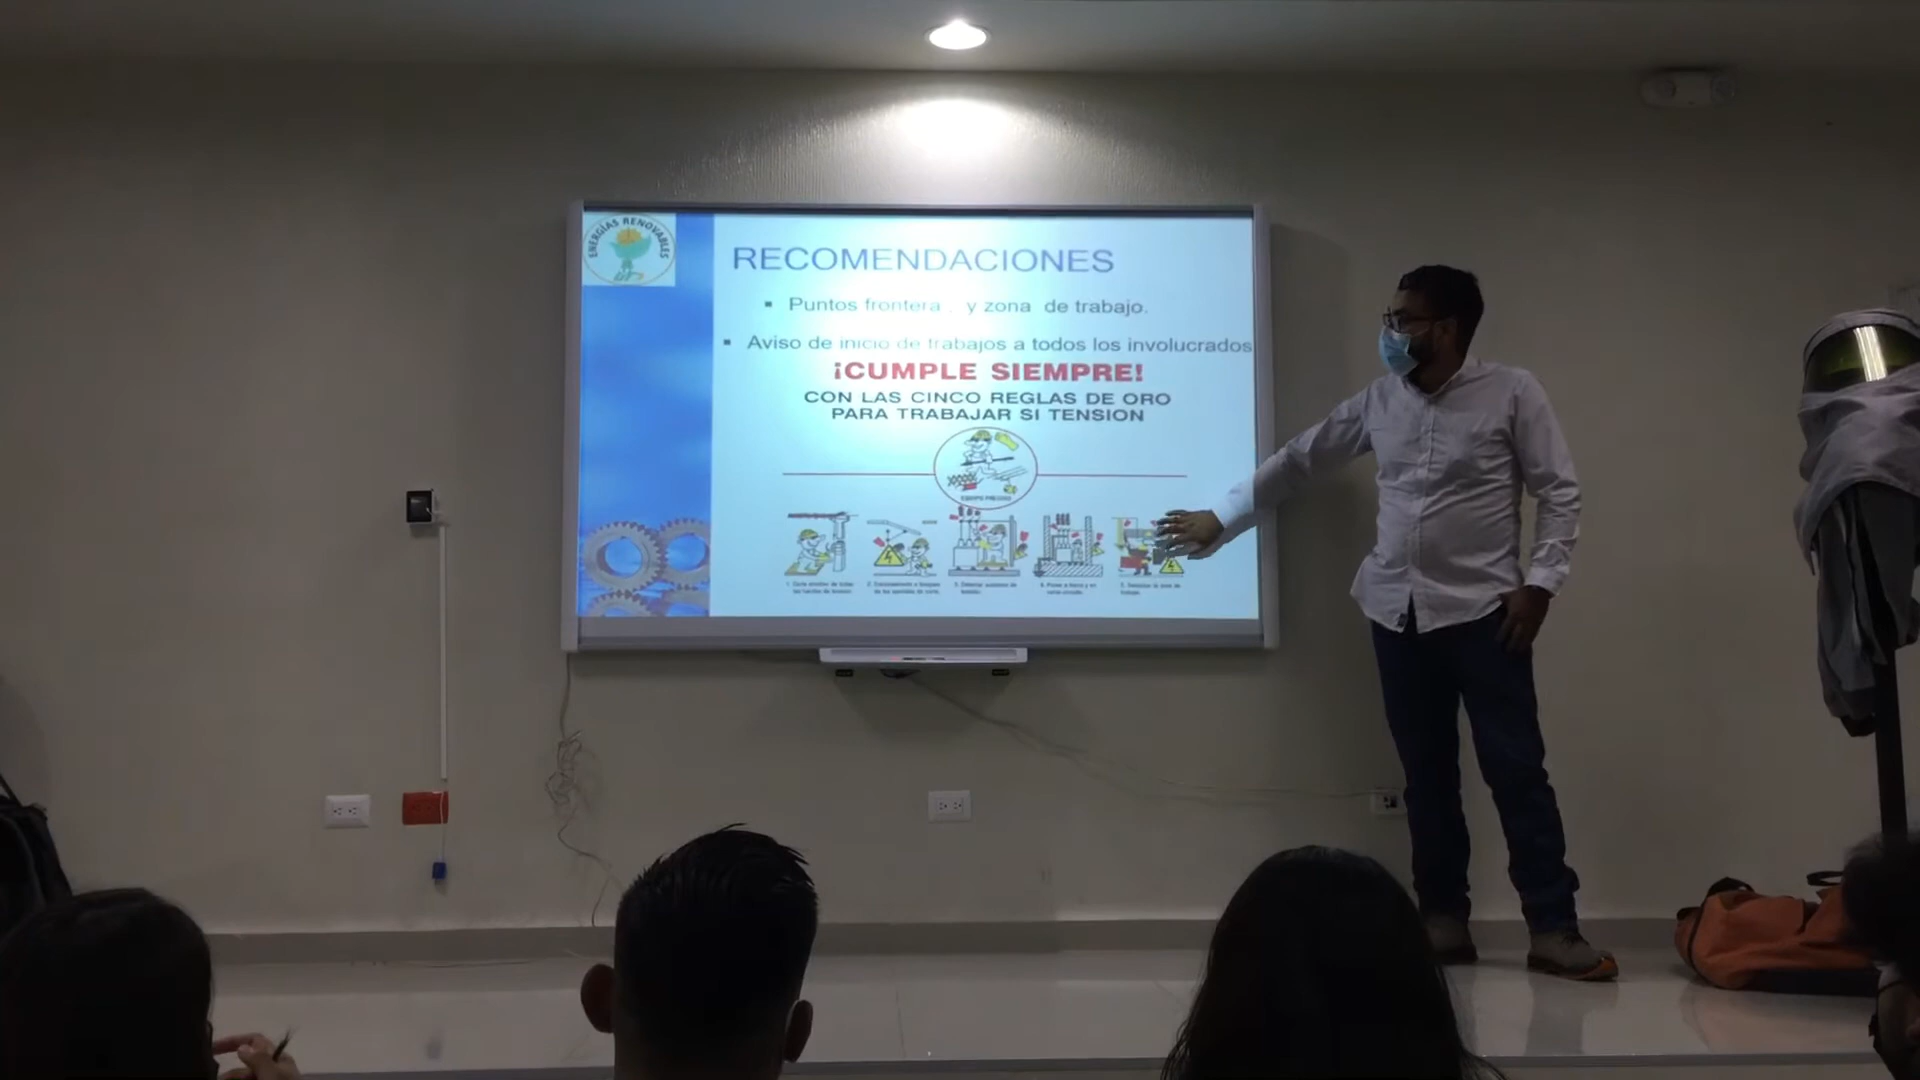 ENERGÍAS RENOVABLES
RECOMENDACIONES
▪ Puntos frontera , y zona de trabajo.
▪ Aviso de inicio de trabajos a todos los involucrados
¡CUMPLE SIEMPRE!
CON LAS CINCO REGLAS DE ORO
PARA TRABAJAR SI TENSION